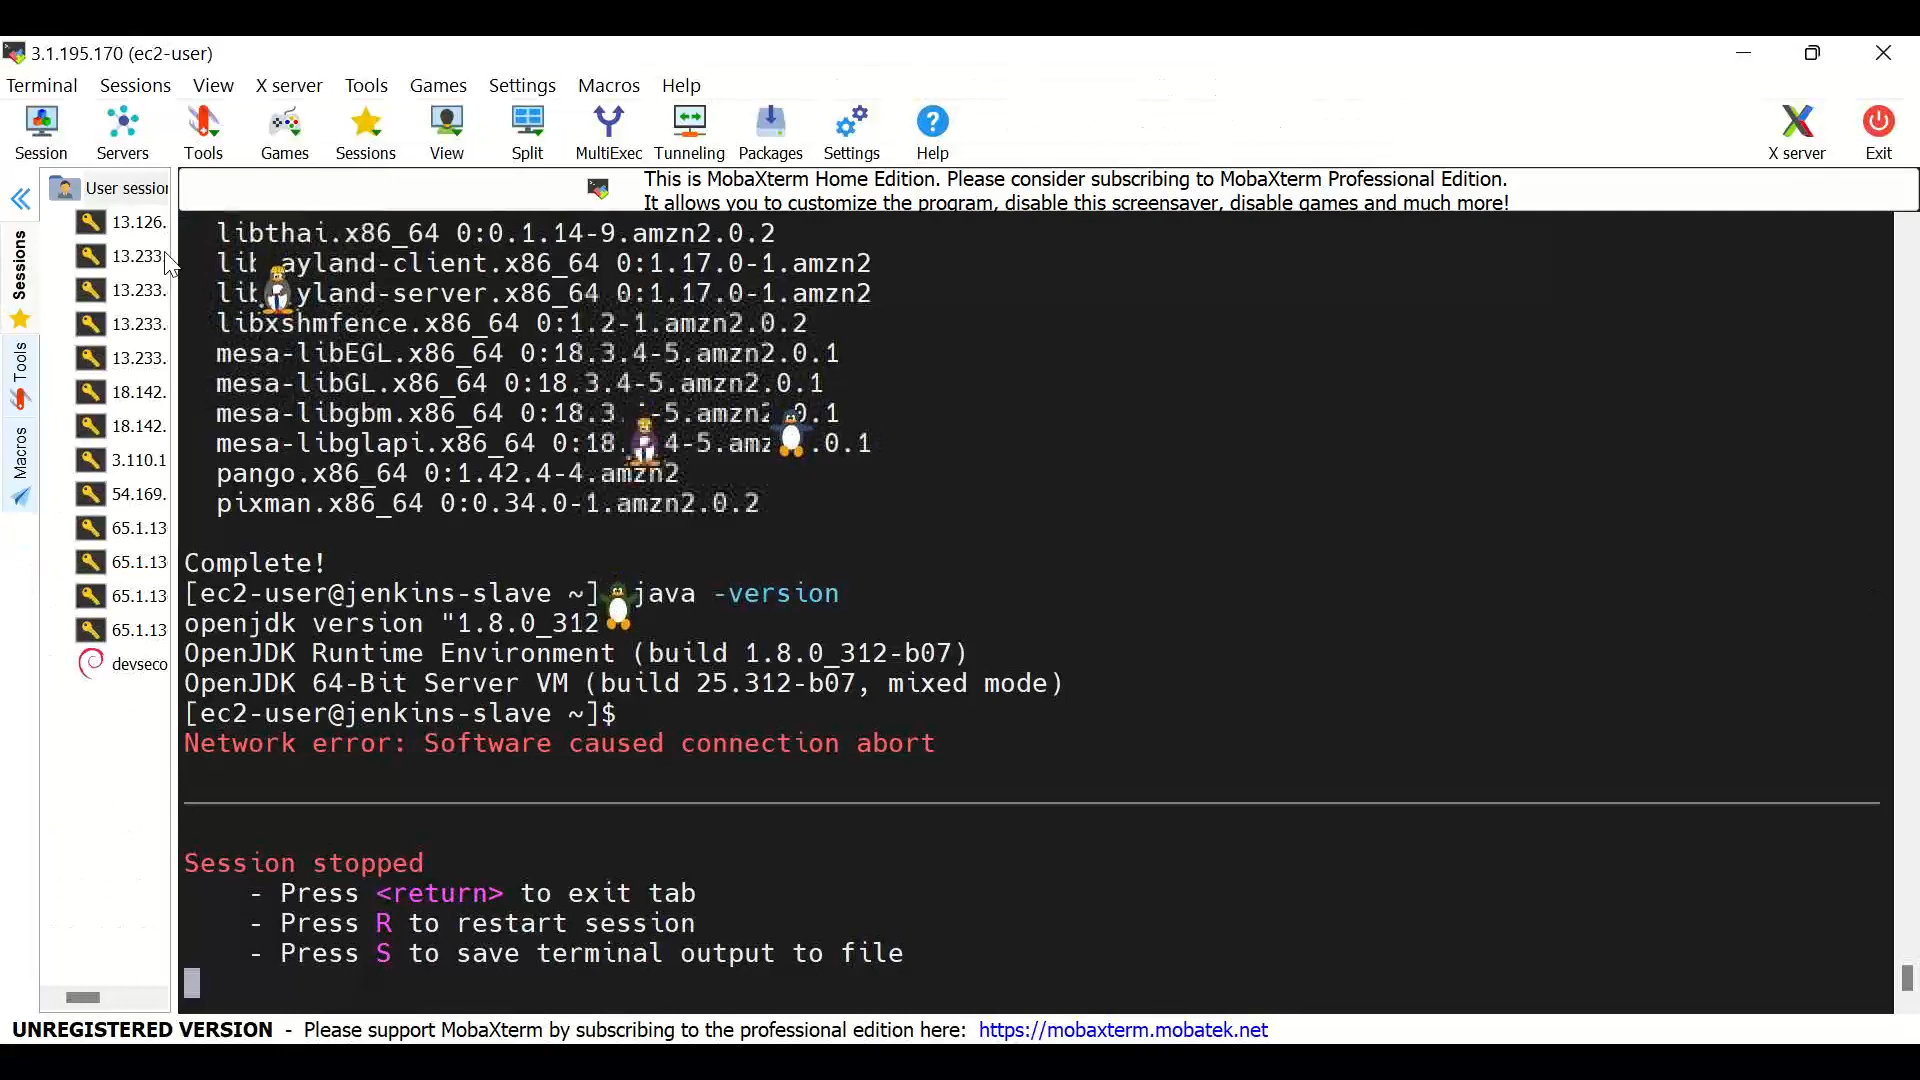 3.1.195.170 (ec2-user)
Terminal Sessions View X server Tools Games Settings Macros Help
Session Servers Tools Games Sessions View Split MultiExec Tunneling Packages Settings Help X server Exit
This is MobaXterm Home Edition. Please consider subscribing to MobaXterm Professional Edition.
It allows you to customize the program, disable this screensaver, disable games and much more!
Sessions
Tools
Macros
User session
13.126.
13.233
13.233.
13.233.
13.233.
18.142.
18.142.
3.110.1
54.169.
65.1.13
65.1.13
65.1.13
65.1.13
devseco
libthai.x86_64 0:0.1.14-9.amzn2.0.2
lib ayland-client.x86_64 0:1.17.0-1.amzn2
lib yland-server.x86_64 0:1.17.0-1.amzn2
libxshmfence.x86_64 0:1.2-1.amzn2.0.2
mesa-libEGL.x86_64 0:18.3.4-5.amzn2.0.1
mesa-libGL.x86_64 0:18.3.4-5.amzn2.0.1
mesa-libgbm.x86_64 0:18.3. -5.amzn2 0.1
mesa-libglapi.x86_64 0:18. 4-5.amz .0.1
pango.x86_64 0:1.42.4-4.amzn2
pixman.x86_64 0:0.34.0-1.amzn2.0.2
Complete!
[ec2-user@jenkins-slave ~] java -version
openjdk version "1.8.0_312
OpenJDK Runtime Environment (build 1.8.0_312-b07)
OpenJDK 64-Bit Server VM (build 25.312-b07, mixed mode)
[ec2-user@jenkins-slave ~]$
Network error: Software caused connection abort
Session stopped
- Press <return> to exit tab
- Press R to restart session
- Press S to save terminal output to file
UNREGISTERED VERSION - Please support MobaXterm by subscribing to the professional edition here: https://mobaxterm.mobatek.net